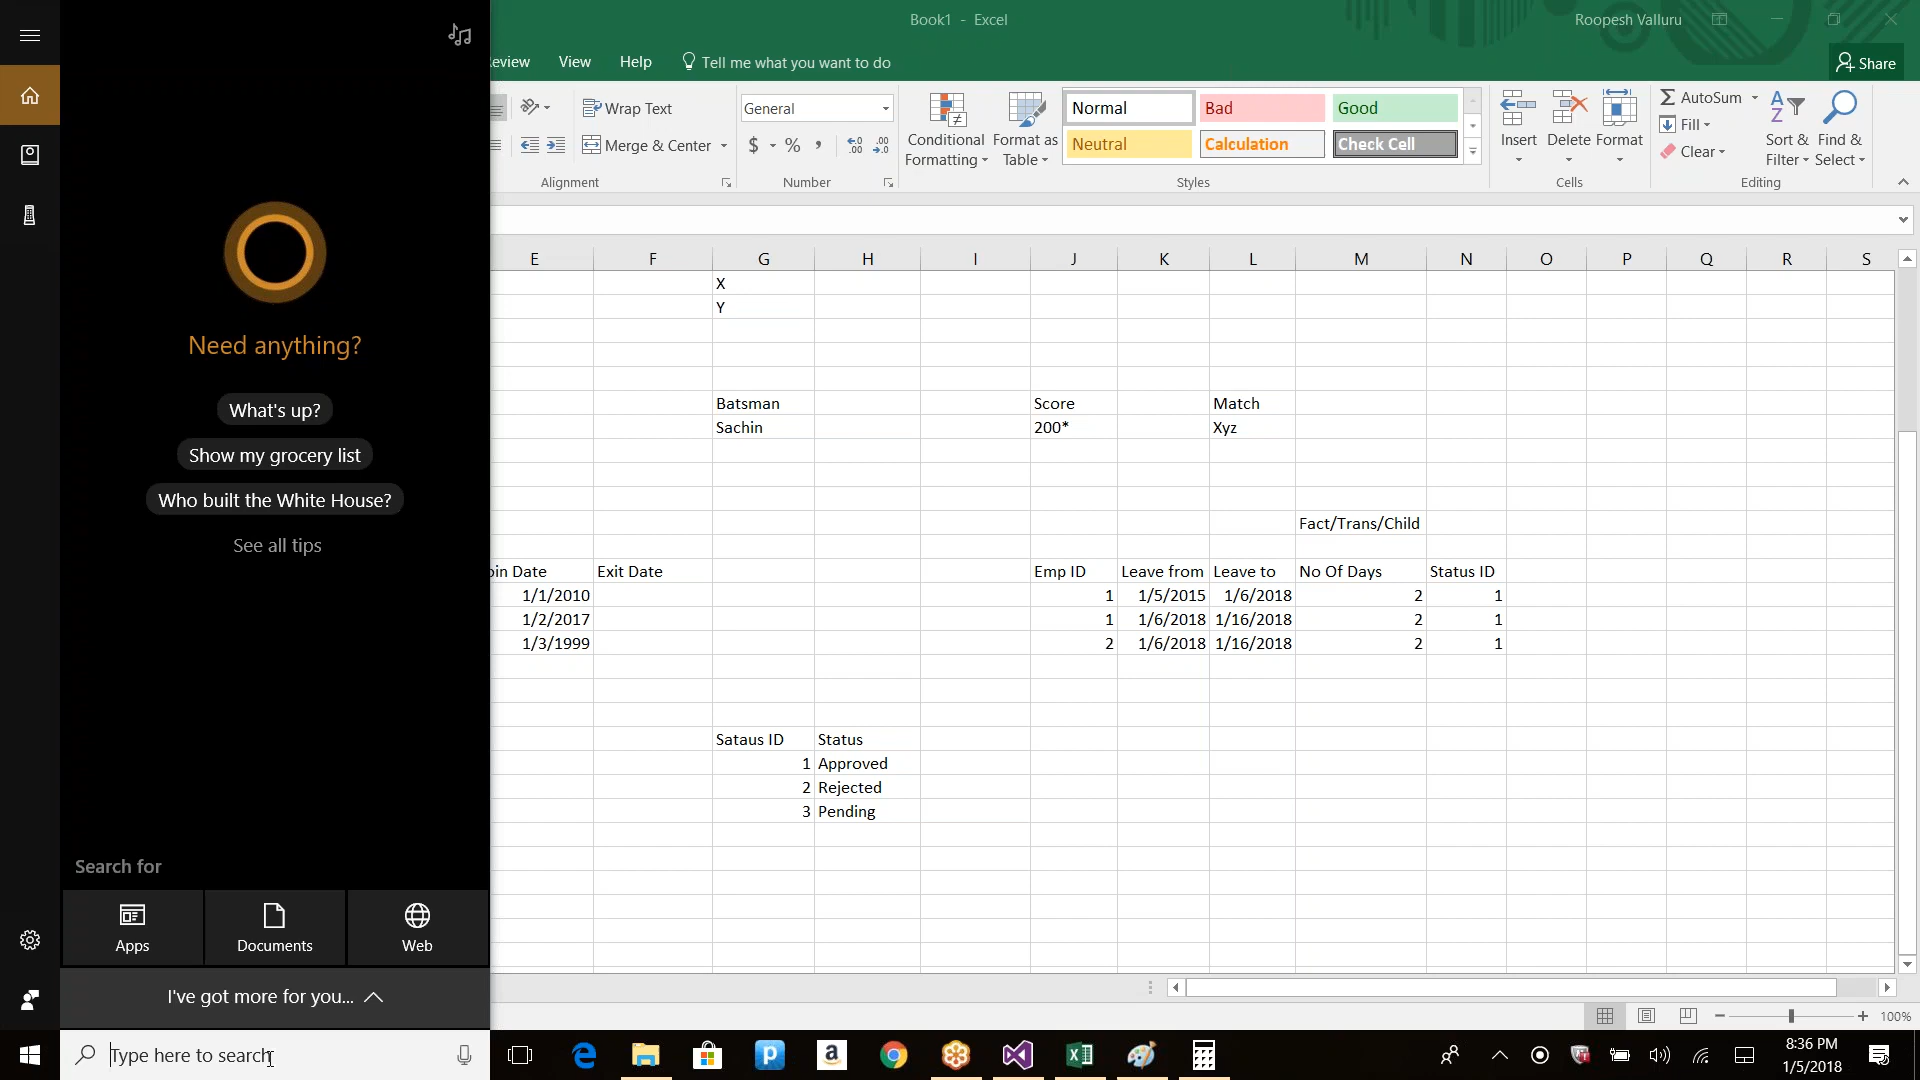 Book1 - Excel
Roopesh Valluru
eview View Help Tell me what you want to do
Share
Wrap Text
General
Merge & Center
$ % ,
Conditional Formatting
Format as Table
Normal Bad Good
Neutral Calculation Check Cell
Insert Delete Format
AutoSum
Fill
Clear
Sort & Filter
Find & Select
Alignment Number Styles Cells Editing
E F G H I J K L M N O P Q R S
X
Y
Batsman Score Match
Sachin 200* Xyz
Fact/Trans/Child
oin Date Exit Date Emp ID Leave from Leave to No Of Days Status ID
1/1/2010 1 1/5/2015 1/6/2018 2 1
1/2/2017 1 1/6/2018 1/16/2018 2 1
1/3/1999 2 1/6/2018 1/16/2018 2 1
Sataus ID Status
1 Approved
2 Rejected
3 Pending
100%
Need anything?
What's up?
Show my grocery list
Who built the White House?
See all tips
Search for
Apps Documents Web
I've got more for you...
Type here to search
8:36 PM
1/5/2018